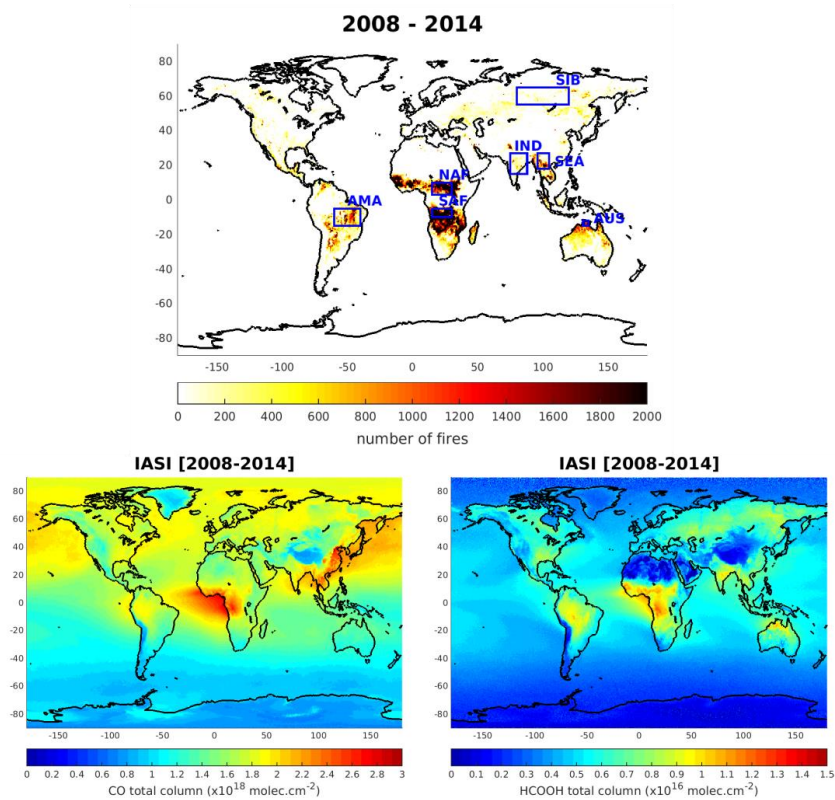 2008 - 2014
80
60
40
20
0
-20
-40
-60
-80
SIB
IND
SEA
NAF
SAF
AMA
AUS
-150 -100 -50 0 50 100 150
0 200 400 600 800 1000 1200 1400 1600 1800 2000
number of fires
IASI [2008-2014]
80
60
40
20
0
-20
-40
-60
-80
-150 -100 -50 0 50 100 150
0 0.2 0.4 0.6 0.8 1 1.2 1.4 1.6 1.8 2 2.2 2.4 2.6 2.8 3
CO total column (x10^18 molec.cm^-2)
IASI [2008-2014]
80
60
40
20
0
-20
-40
-60
-80
-150 -100 -50 0 50 100 150
0 0.1 0.2 0.3 0.4 0.5 0.6 0.7 0.8 0.9 1 1.1 1.2 1.3 1.4 1.5
HCOOH total column (x10^16 molec.cm^-2)